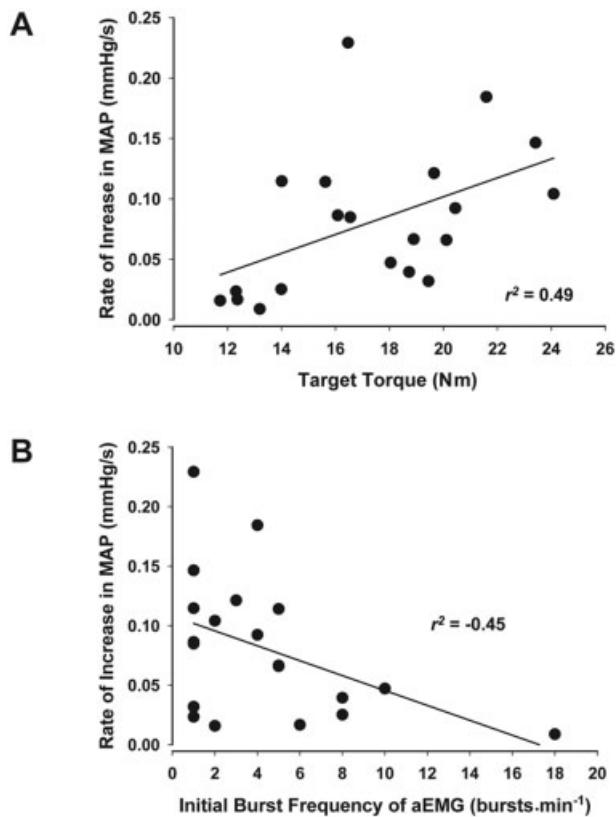 A
Rate of Inrease in MAP (mmHg/s)
0.25
0.20
0.15
0.10
0.05
0.00
r² = 0.49
10 12 14 16 18 20 22 24 26
Target Torque (Nm)
B
Rate of Increase in MAP (mmHg/s)
0.25
0.20
0.15
0.10
0.05
0.00
r² = -0.45
0 2 4 6 8 10 12 14 16 18 20
Initial Burst Frequency of aEMG (bursts.min⁻¹)